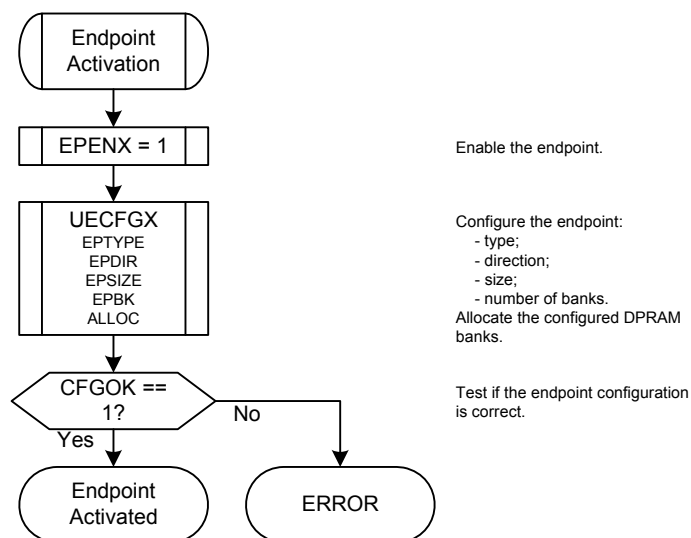 Endpoint
Activation
EPENX = 1
Enable the endpoint.
UECFGX
EPTYPE
EPDIR
EPSIZE
EPBK
ALLOC
Configure the endpoint:
- type;
- direction;
- size;
- number of banks.
Allocate the configured DPRAM
banks.
CFGOK ==
1?
Test if the endpoint configuration
is correct.
No
Yes
Endpoint
Activated
ERROR